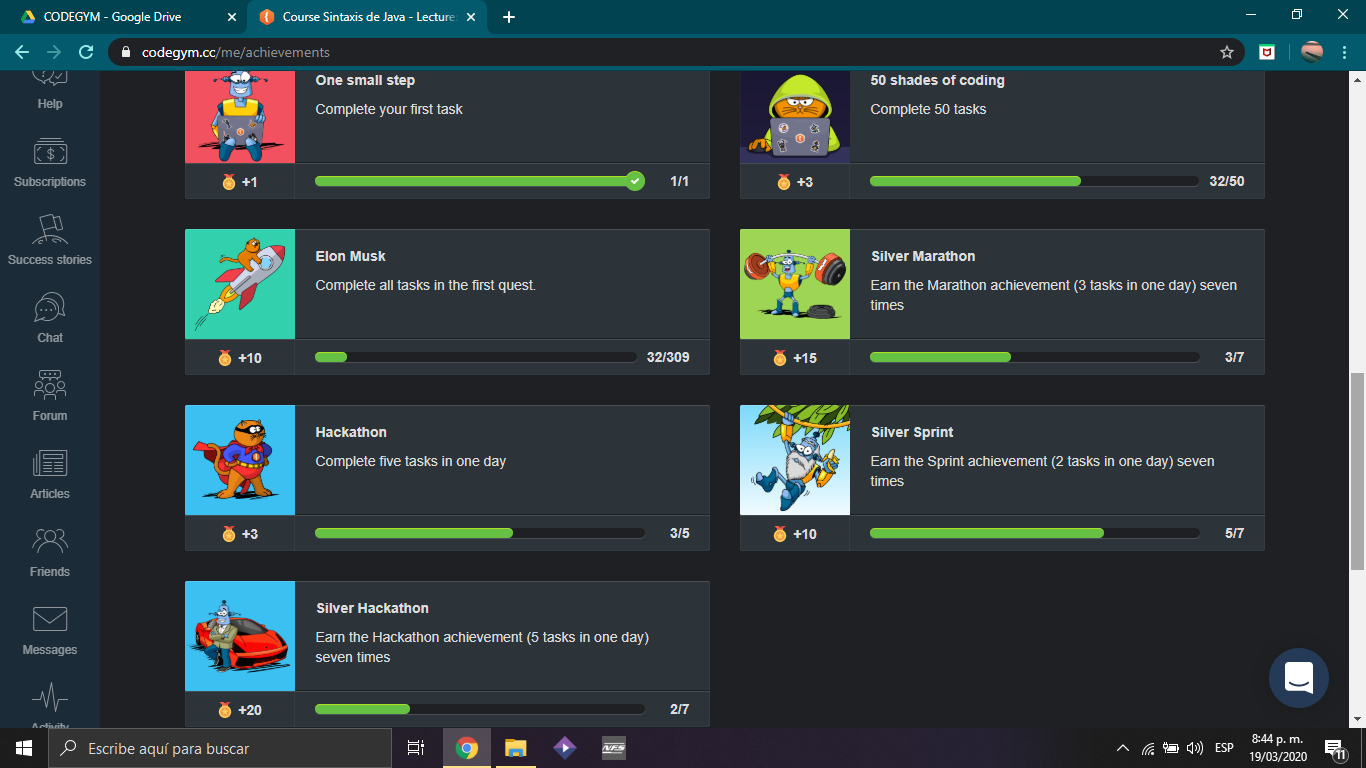 CODEGYM - Google Drive
Course Sintaxis de Java - Lecture:
codegym.cc/me/achievements
Help
Subscriptions
Success stories
Chat
Forum
Articles
Friends
Messages
Activity
One small step
Complete your first task
+1
1/1
50 shades of coding
Complete 50 tasks
+3
32/50
Elon Musk
Complete all tasks in the first quest.
+10
32/309
Silver Marathon
Earn the Marathon achievement (3 tasks in one day) seven
times
+15
3/7
Hackathon
Complete five tasks in one day
+3
3/5
Silver Sprint
Earn the Sprint achievement (2 tasks in one day) seven
times
+10
5/7
Silver Hackathon
Earn the Hackathon achievement (5 tasks in one day)
seven times
+20
2/7
Escribe aquí para buscar
NFS
ESP
8:44 p. m.
19/03/2020
11